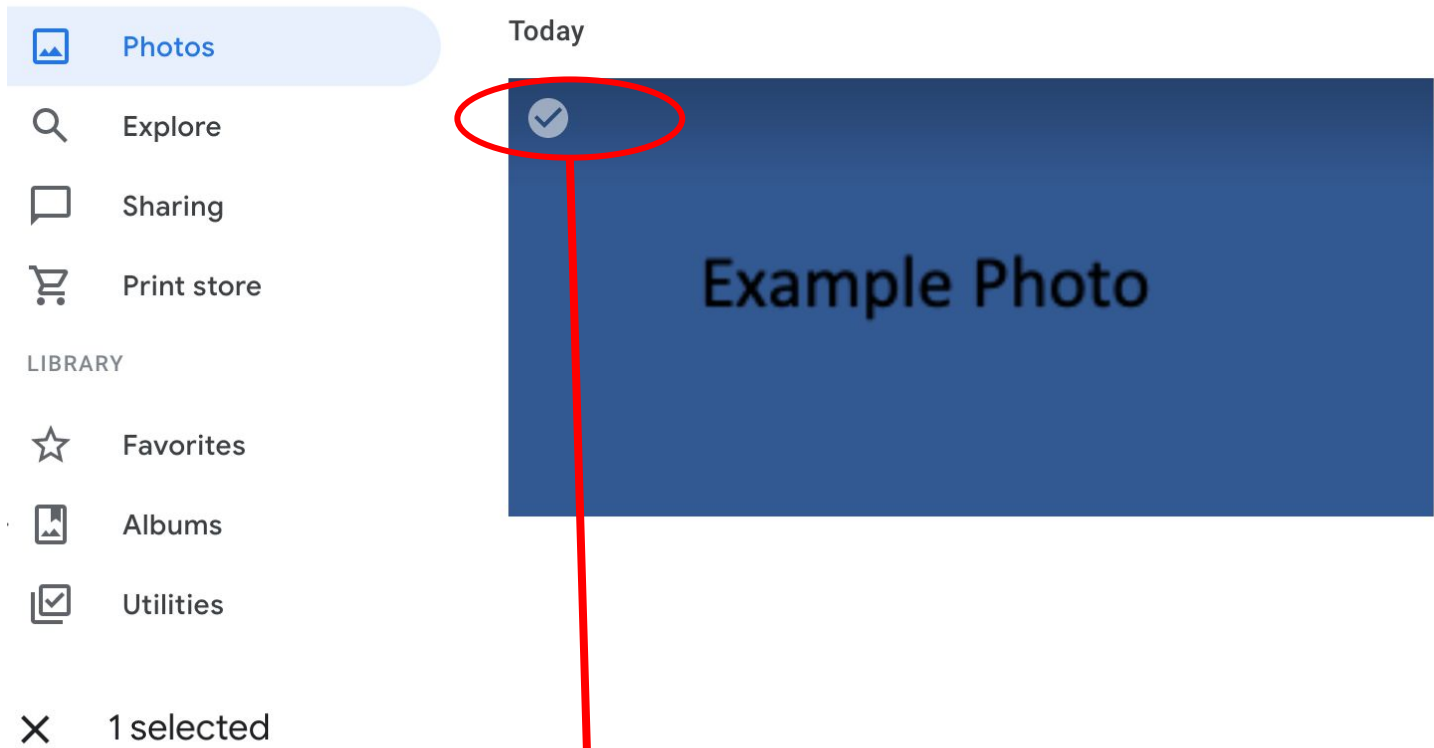 Photos
Explore
Sharing
Print store
LIBRARY
Favorites
Albums
Utilities
1 selected
Today
Example Photo